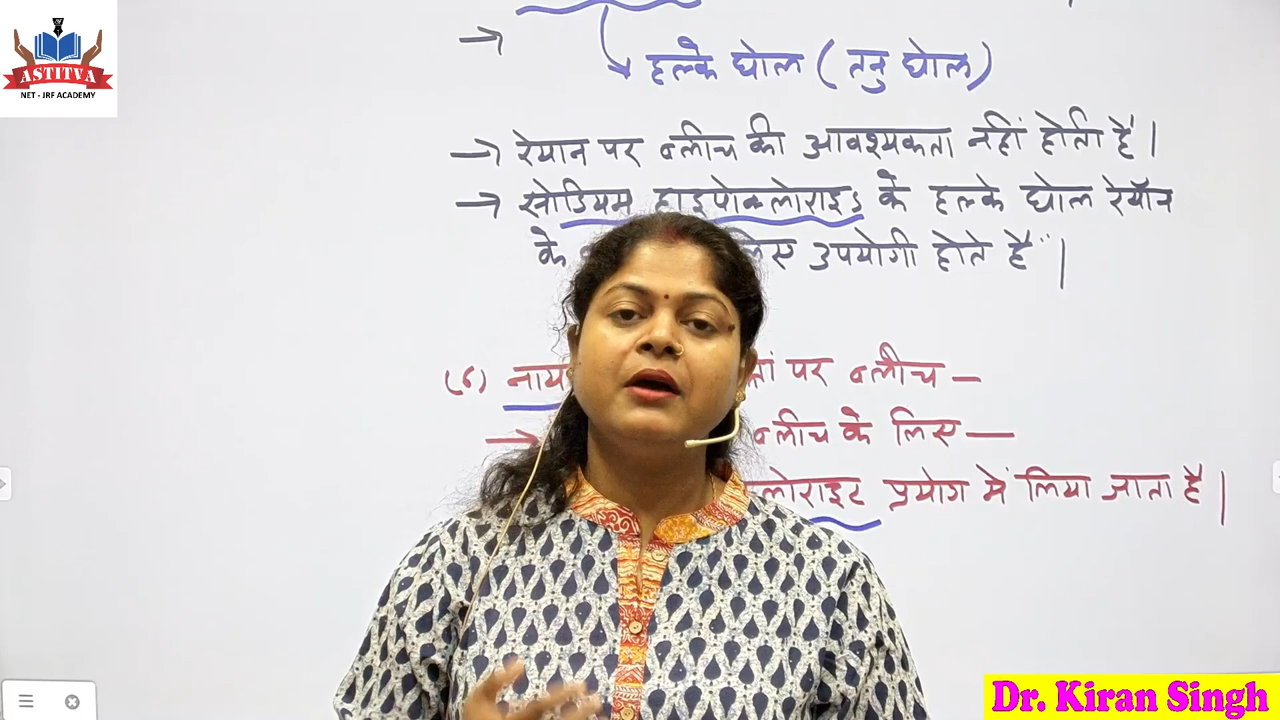 ASTITVA
NET - JRF ACADEMY
→
हल्के घोल (तनु घोल)
→ रेयान पर ब्लीच की आवश्यकता नहीं होती है।
→ सोडियम हाइपोक्लोराइड के हल्के घोल रेयॉन
के लिए उपयोगी होते हैं।
(6) पर ब्लीच –
→ ब्लीच के लिए –
प्रयोग में लिया जाता है।
Dr. Kiran Singh